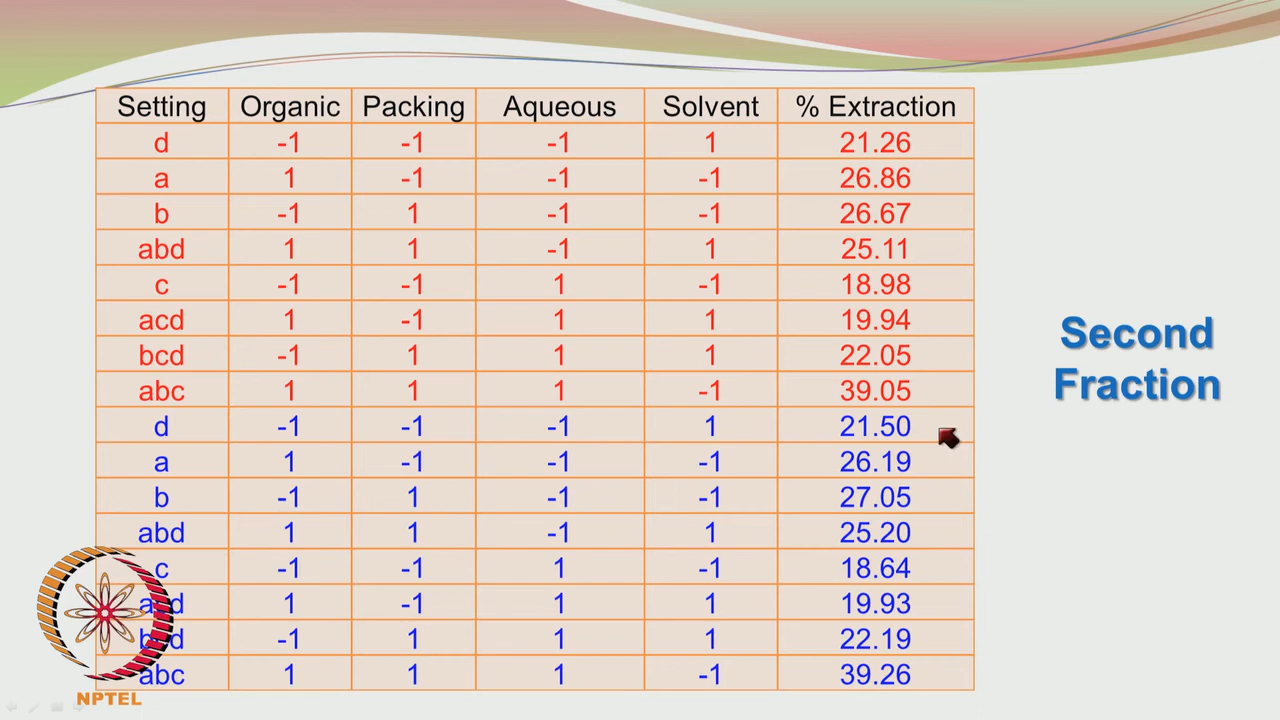 Setting Organic Packing Aqueous Solvent % Extraction
d -1 -1 -1 1 21.26
a 1 -1 -1 -1 26.86
b -1 1 -1 -1 26.67
abd 1 1 -1 1 25.11
c -1 -1 1 -1 18.98
acd 1 -1 1 1 19.94
bcd -1 1 1 1 22.05
abc 1 1 1 -1 39.05
d -1 -1 -1 1 21.50
a 1 -1 -1 -1 26.19
b -1 1 -1 -1 27.05
abd 1 1 -1 1 25.20
c -1 -1 1 -1 18.64
acd 1 -1 1 1 19.93
bcd -1 1 1 1 22.19
abc 1 1 1 -1 39.26
Second
Fraction
NPTEL